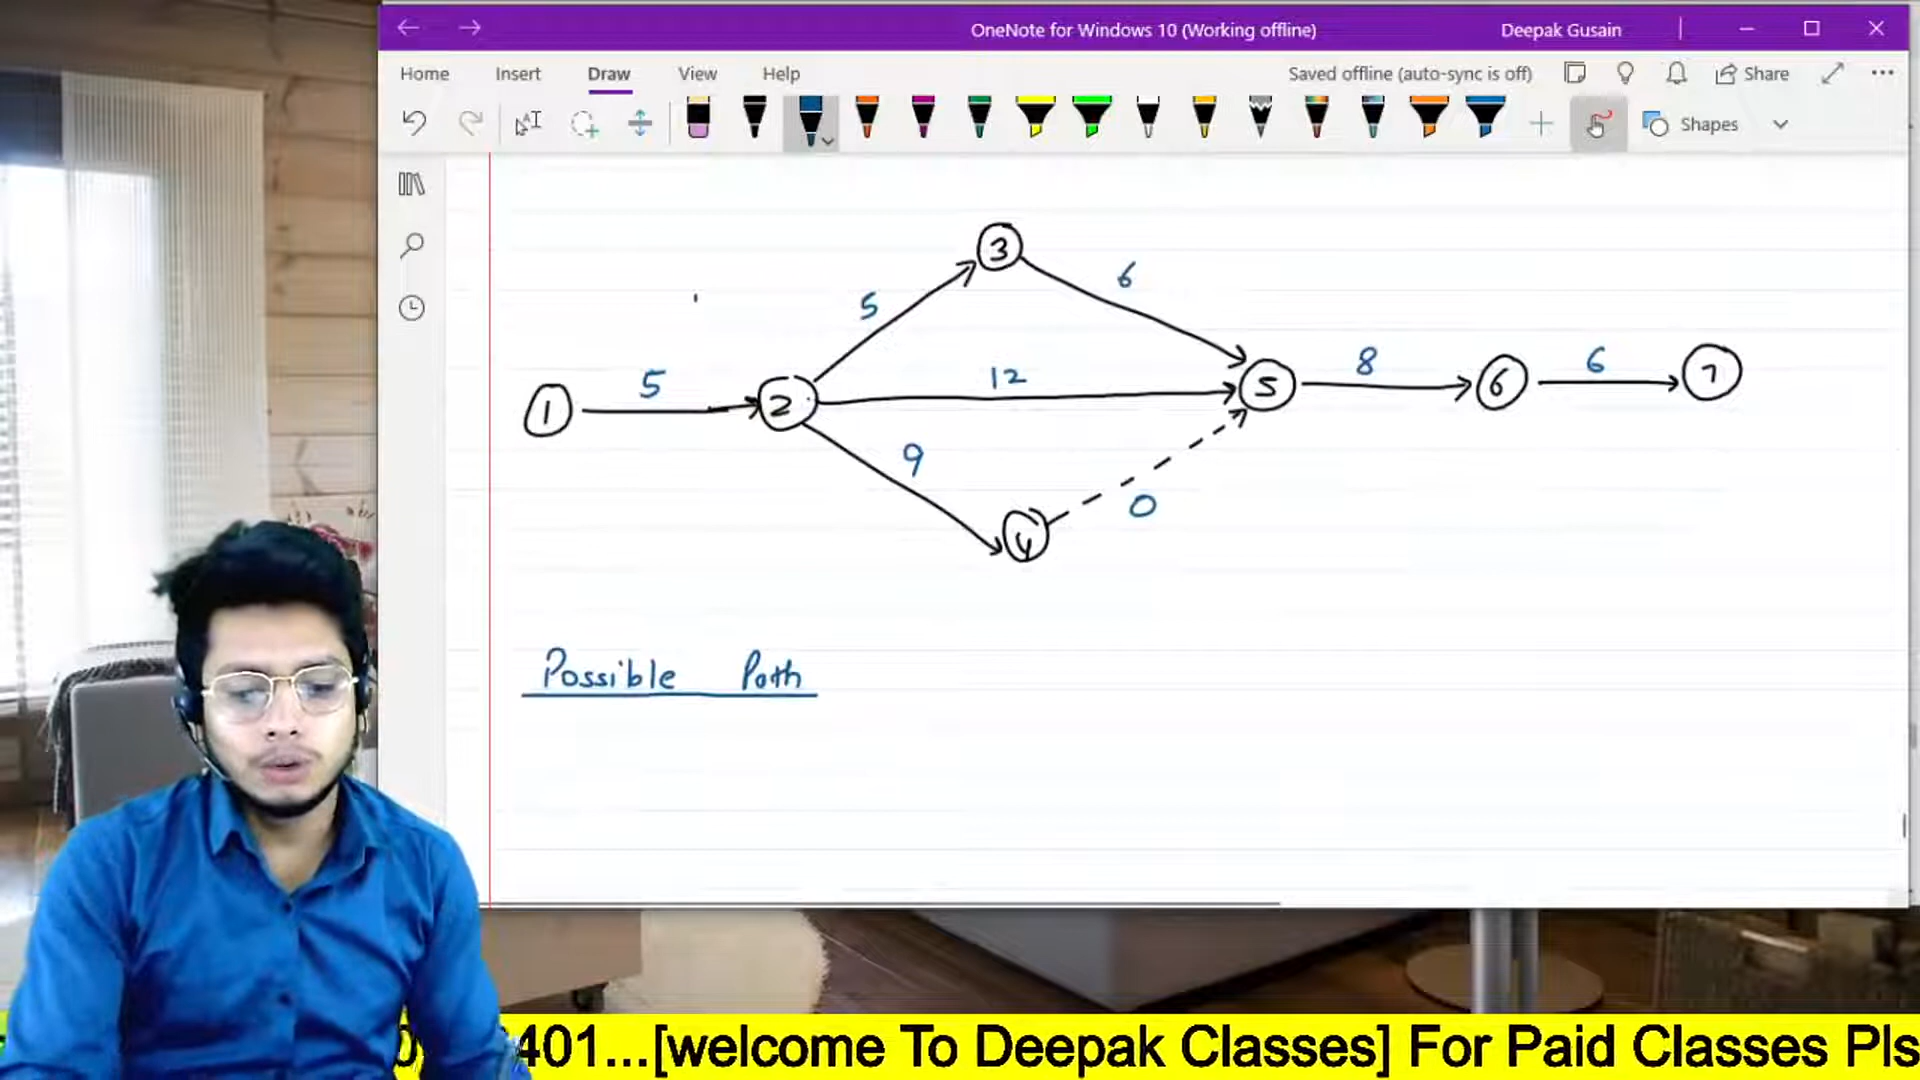 OneNote for Windows 10 (Working offline) Deepak Gusain
Home Insert Draw View Help Saved offline (auto-sync is off) Share
Shapes
3
5 6
1 5 2 12 5 8 6 6 7
9
4 0
Possible Path
401...[welcome To Deepak Classes] For Paid Classes Pls